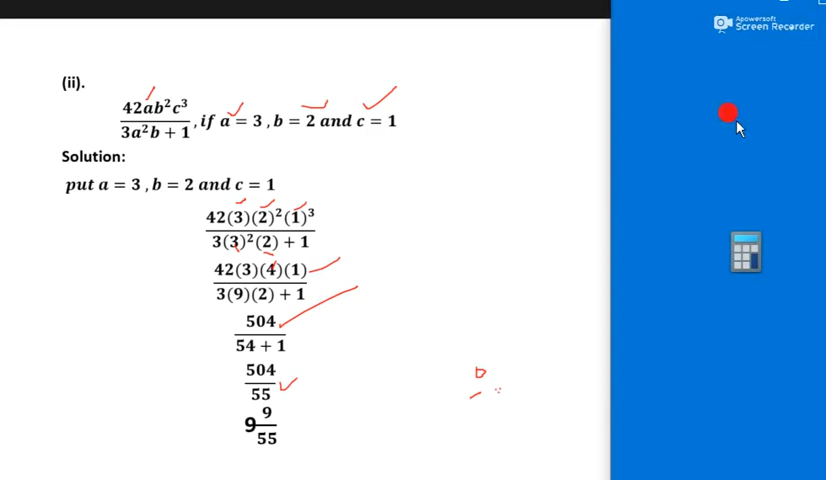 (ii).
42ab²c³
3a²b + 1
, if a = 3 , b = 2 and c = 1
Solution:
put a = 3 , b = 2 and c = 1
42(3)(2)²(1)³
3(3)²(2) + 1
42(3)(4)(1)
3(9)(2) + 1
504
54 + 1
504
55
9 9
55
Apowersoft
Screen Recorder